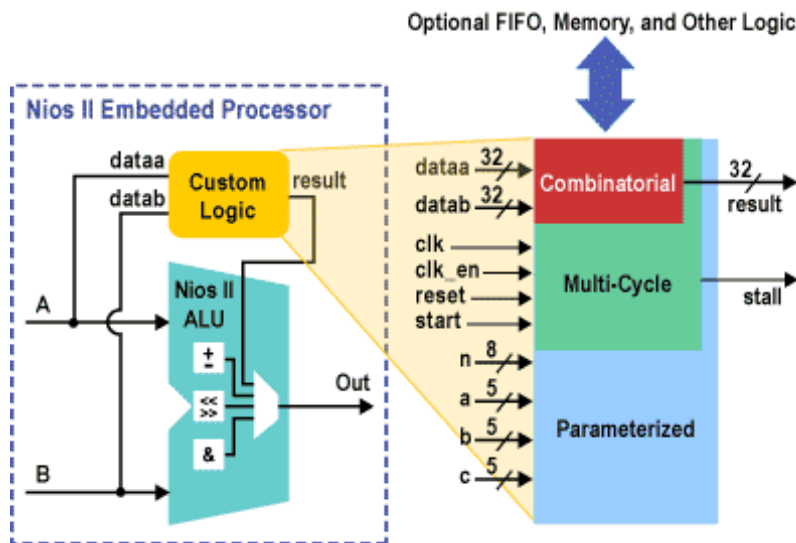 Optional FIFO, Memory, and Other Logic
Nios II Embedded Processor
dataa
datab
Custom
Logic
result
A
Nios II
ALU
+
-
<<
>>
&
Out
B
dataa
32
datab
32
clk
clk_en
reset
start
n
8
a
5
b
5
c
5
Combinatorial
Multi-Cycle
Parameterized
32
result
stall